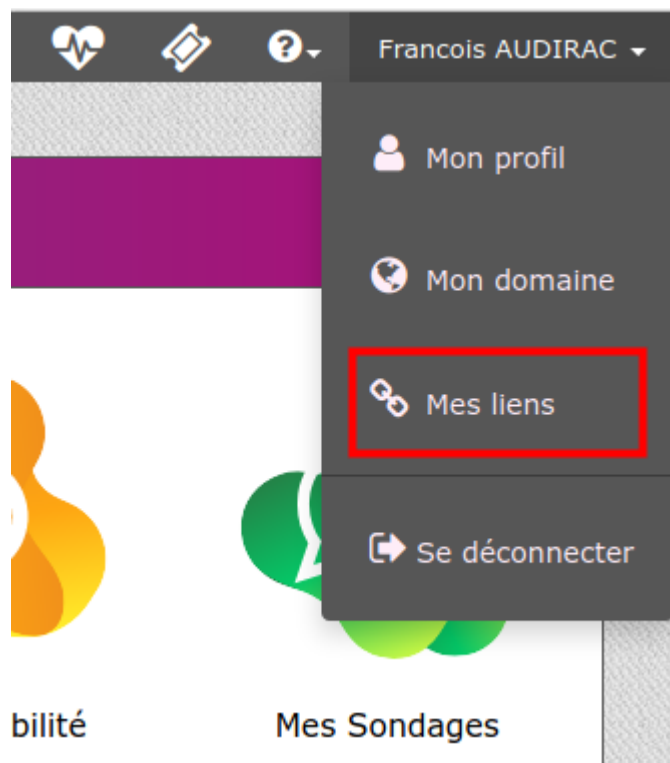 Francois AUDIRAC
Mon profil
Mon domaine
Mes liens
Se déconnecter
bilité
Mes Sondages